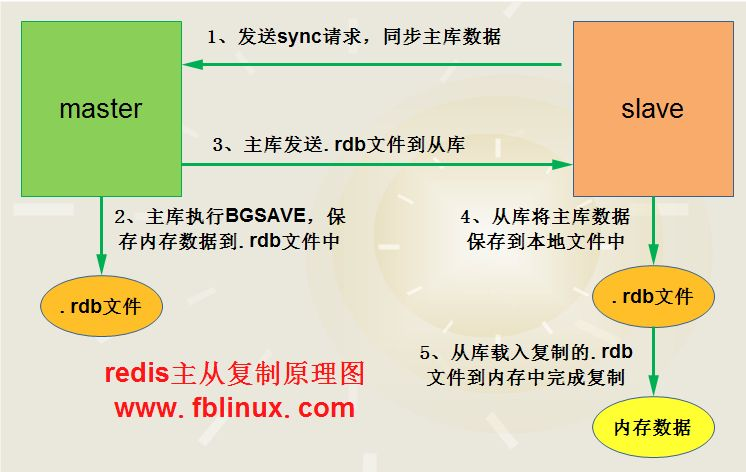 1、发送sync请求，同步主库数据
master
slave
3、主库发送.rdb文件到从库
2、主库执行BGSAVE，保
存内存数据到.rdb文件中
4、从库将主库数据
保存到本地文件中
.rdb文件
.rdb文件
5、从库载入复制的.rdb
文件到内存中完成复制
redis主从复制原理图
www.fblinux.com
内存数据